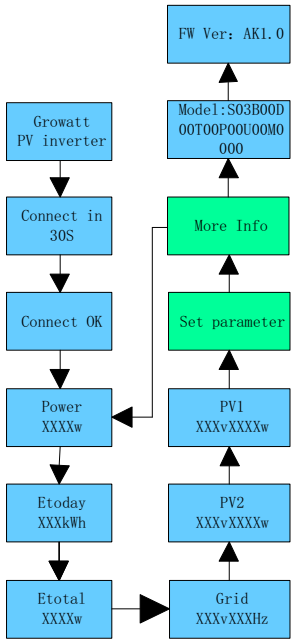 FW Ver: AK1.0
Model:S03B00D
00T00P00U00M0
000
Growatt
PV inverter
Connect in
30S
More Info
Connect OK
Set parameter
Power
XXXXw
PV1
XXXvXXXXw
Etoday
XXXkWh
PV2
XXXvXXXXw
Etotal
XXXXw
Grid
XXXvXXXHz